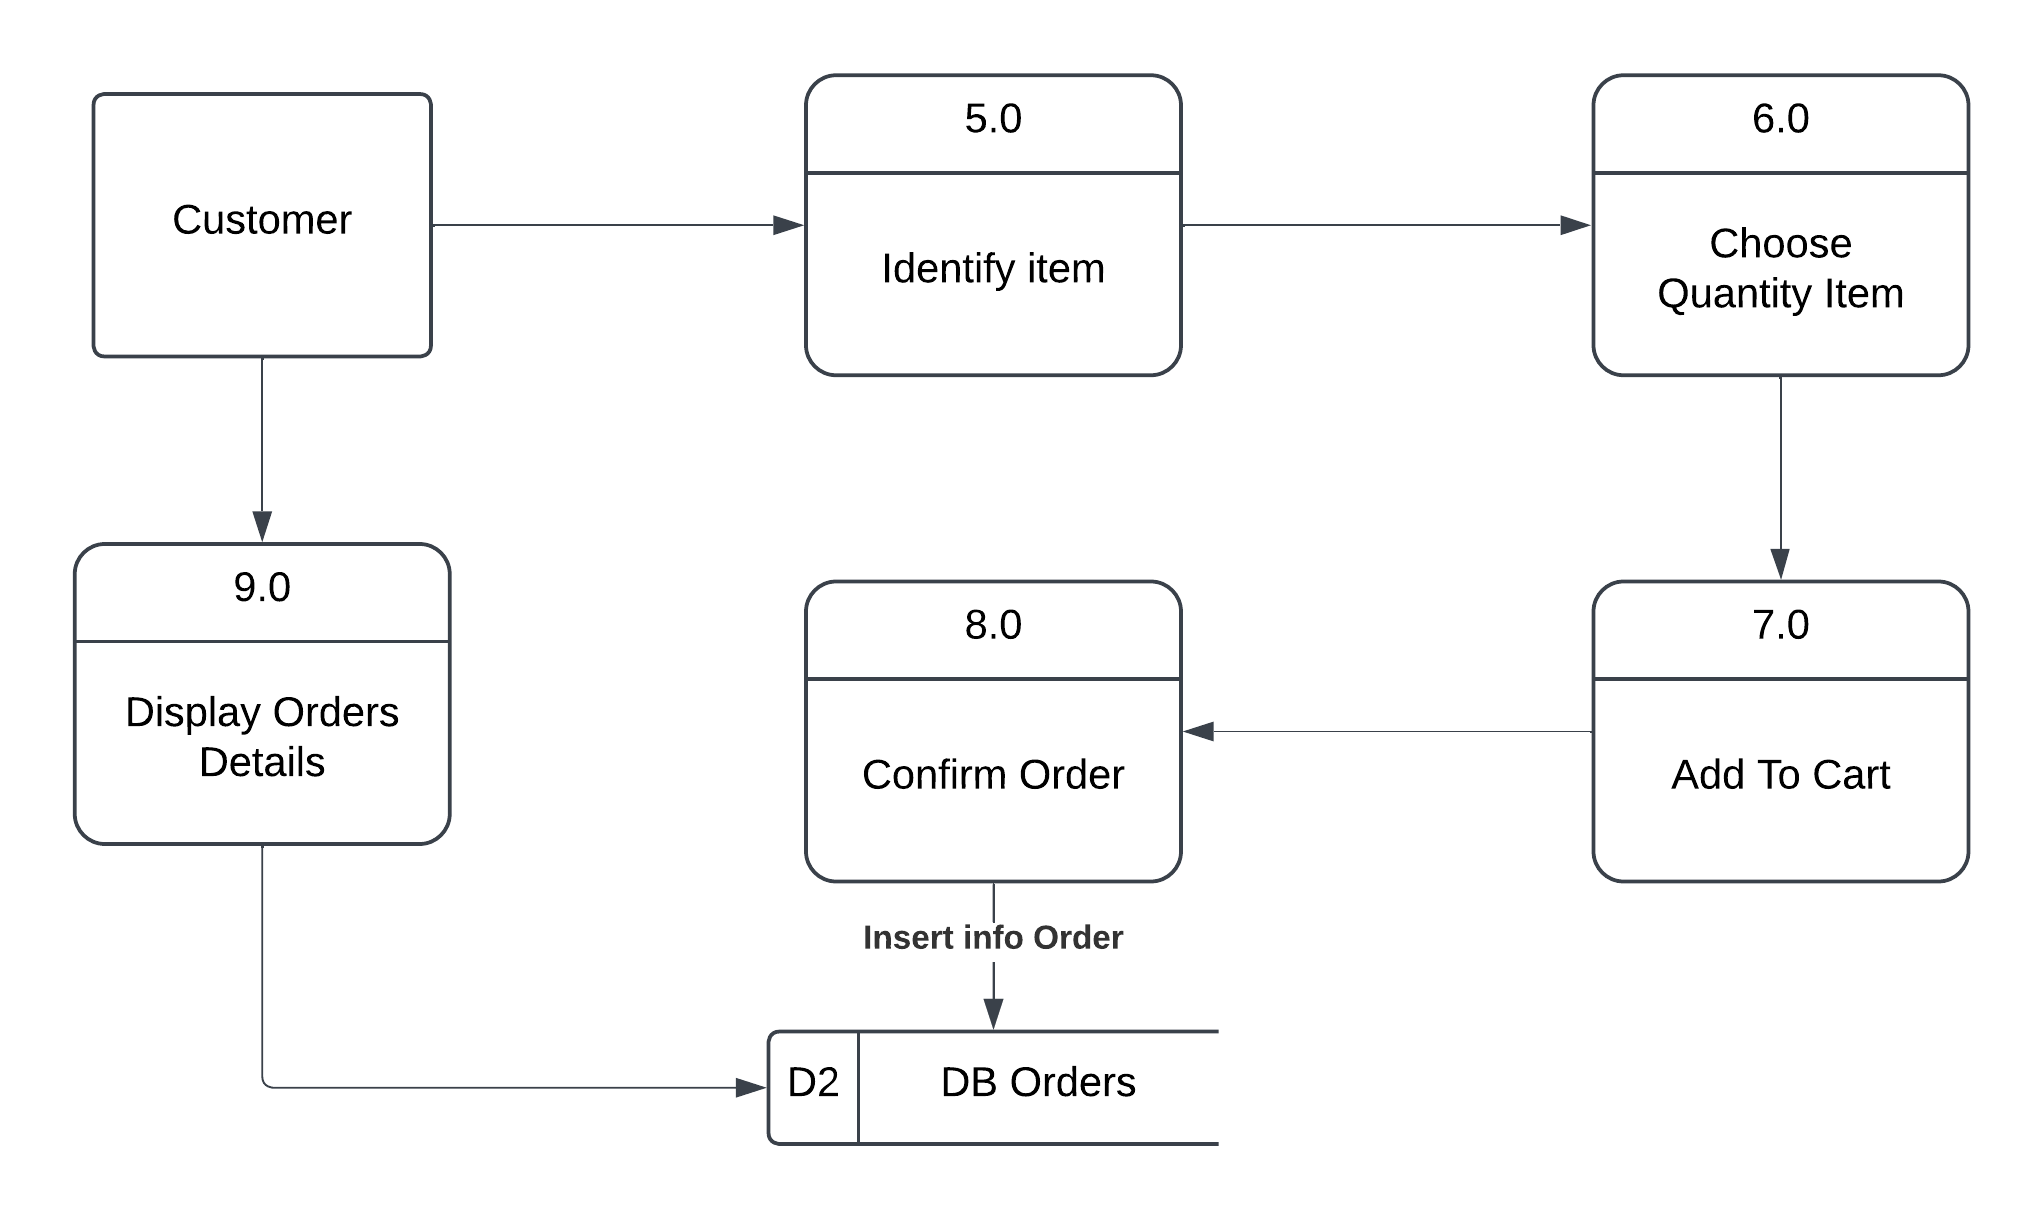 Customer
5.0
Identify item
6.0
Choose
Quantity Item
9.0
Display Orders
Details
8.0
Confirm Order
7.0
Add To Cart
Insert info Order
D2
DB Orders